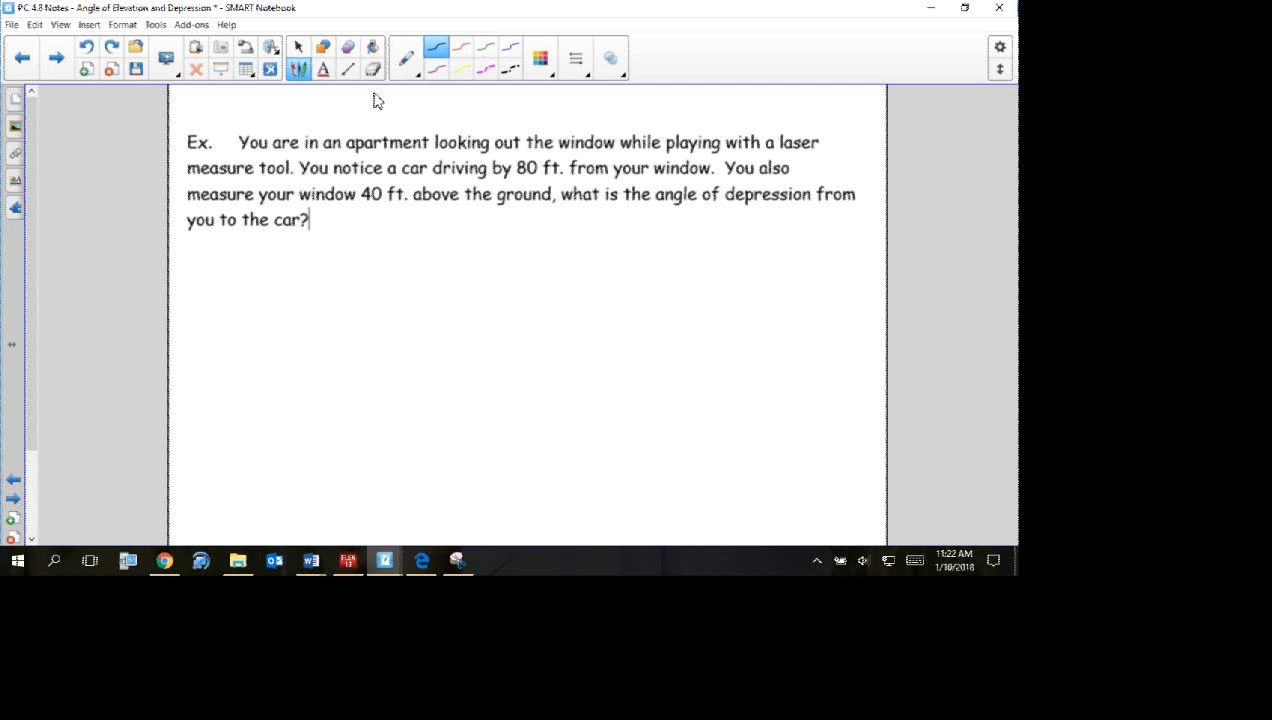 PC 4.8 Notes - Angle of Elevation and Depression * - SMART Notebook
File Edit View Insert Format Tools Add-ons Help
Ex. You are in an apartment looking out the window while playing with a laser
measure tool. You notice a car driving by 80 ft. from your window. You also
measure your window 40 ft. above the ground, what is the angle of depression from
you to the car?
11:22 AM
1/10/2018